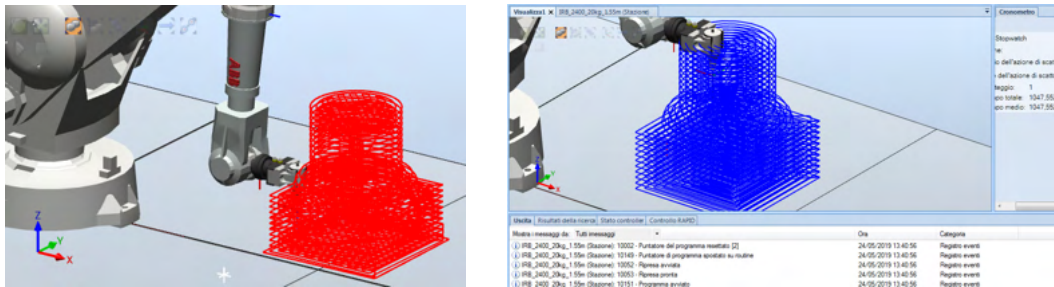 ABB
Z
Y
X
Visualizza1 × IRB_2400_20kg_1.55m (Stazione)
Cronometro
Stopwatch
ne:
o dell'azione di scat
dell'azione di scatt
teggio 1
po totale: 1047,55
po medio: 1047,55
Uscita Risultati della ricerca Stato controller Controllo RAPID
Mostra i messaggi da: Tutti i messaggi
Ora Categoria
IRB_2400_20kg_1.55m (Stazione): 10002 - Puntatore del programma resettato [2] 24/05/2019 13:40:56 Registro eventi
IRB_2400_20kg_1.55m (Stazione): 10149 - Puntatore di programma spostato su routine 24/05/2019 13:40:56 Registro eventi
IRB_2400_20kg_1.55m (Stazione): 10052 - Ripresa avviata 24/05/2019 13:40:56 Registro eventi
IRB_2400_20kg_1.55m (Stazione): 10053 - Ripresa pronta 24/05/2019 13:40:56 Registro eventi
IRB_2400_20kg_1.55m (Stazione): 10151 - Programma avviato 24/05/2019 13:40:56 Registro eventi